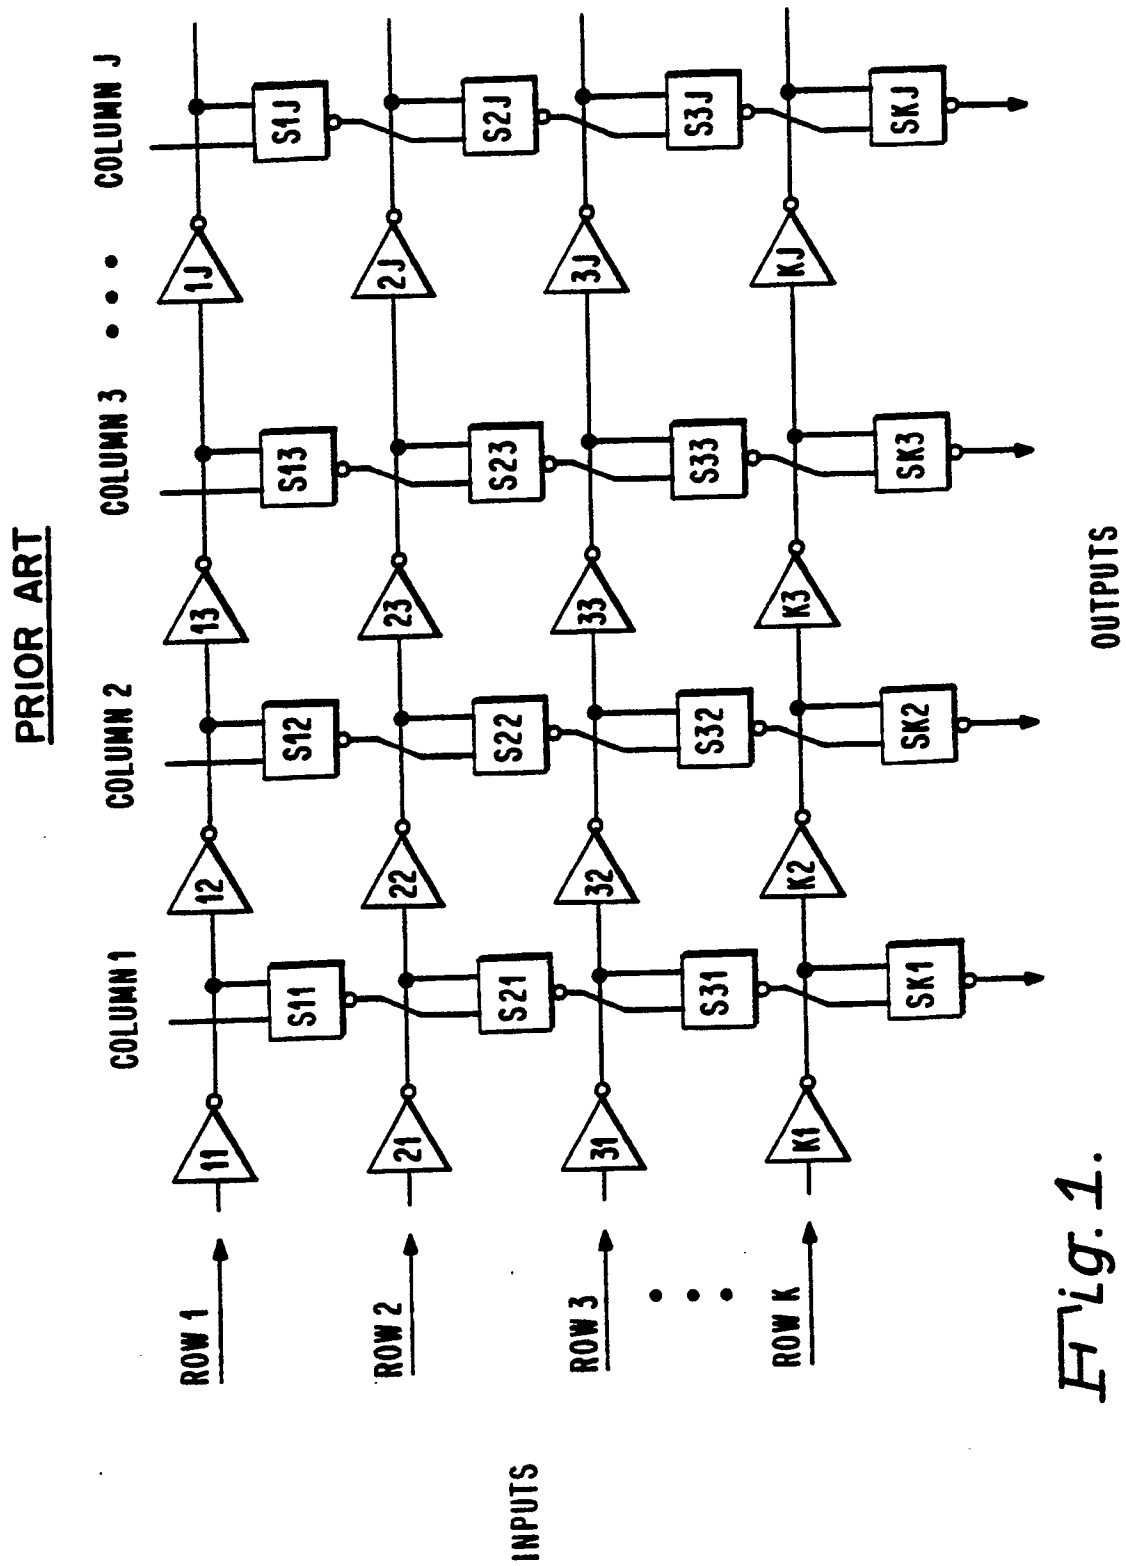 PRIOR ART
COLUMN 1 COLUMN 2 COLUMN 3 COLUMN J
ROW 1 11 12 13 1J
S11 S12 S13 S1J
ROW 2 21 22 23 2J
S21 S22 S23 S2J
INPUTS
ROW 3 31 32 33 3J
S31 S32 S33 S3J
ROW K K1 K2 K3 KJ
SK1 SK2 SK3 SKJ
OUTPUTS
Fig. 1.